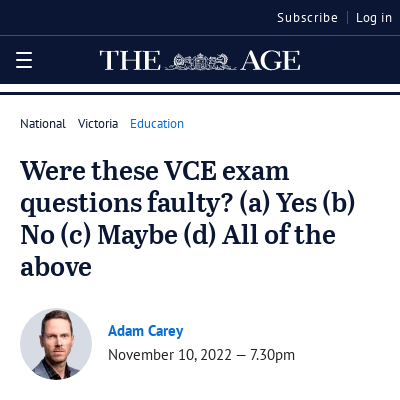 Subscribe Log in
THE AGE
National Victoria Education
Were these VCE exam
questions faulty? (a) Yes (b)
No (c) Maybe (d) All of the
above
Adam Carey
November 10, 2022 — 7.30pm